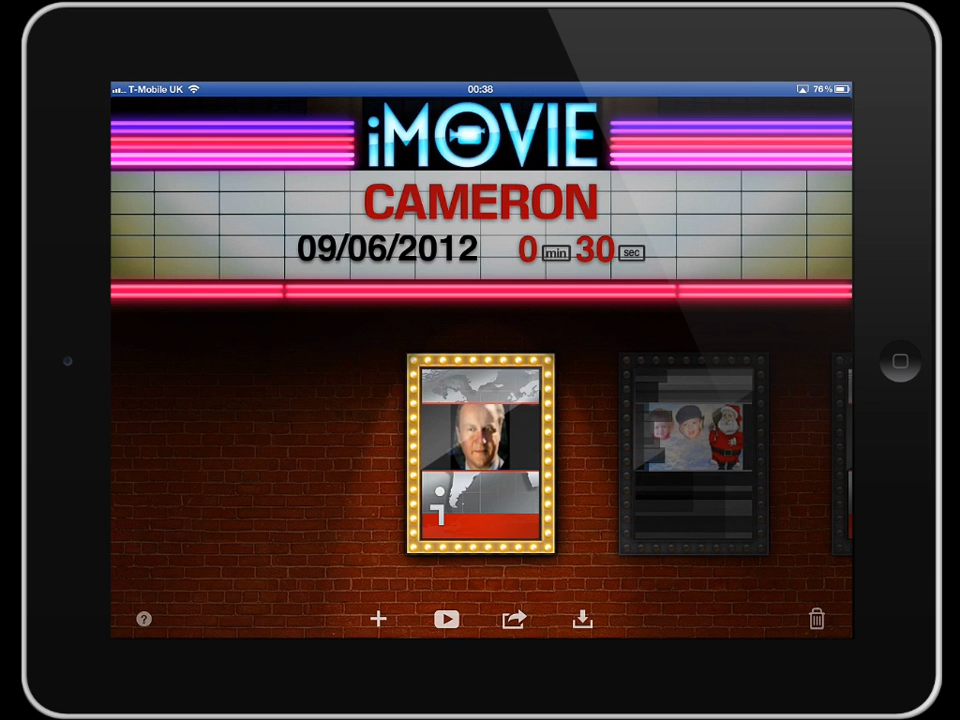 T-Mobile UK 00:38 76%
iMOVIE
CAMERON
09/06/2012 0 min 30 sec
i
?